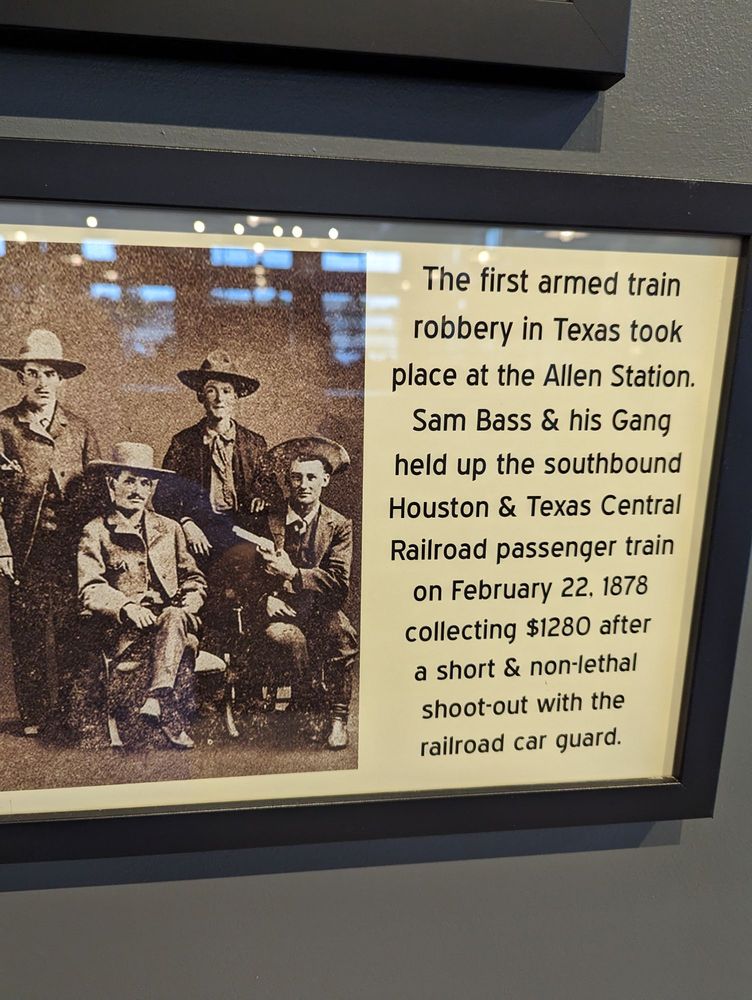 The first armed train
robbery in Texas took
place at the Allen Station.
Sam Bass & his Gang
held up the southbound
Houston & Texas Central
Railroad passenger train
on February 22, 1878
collecting $1280 after
a short & non-lethal
shoot-out with the
railroad car guard.